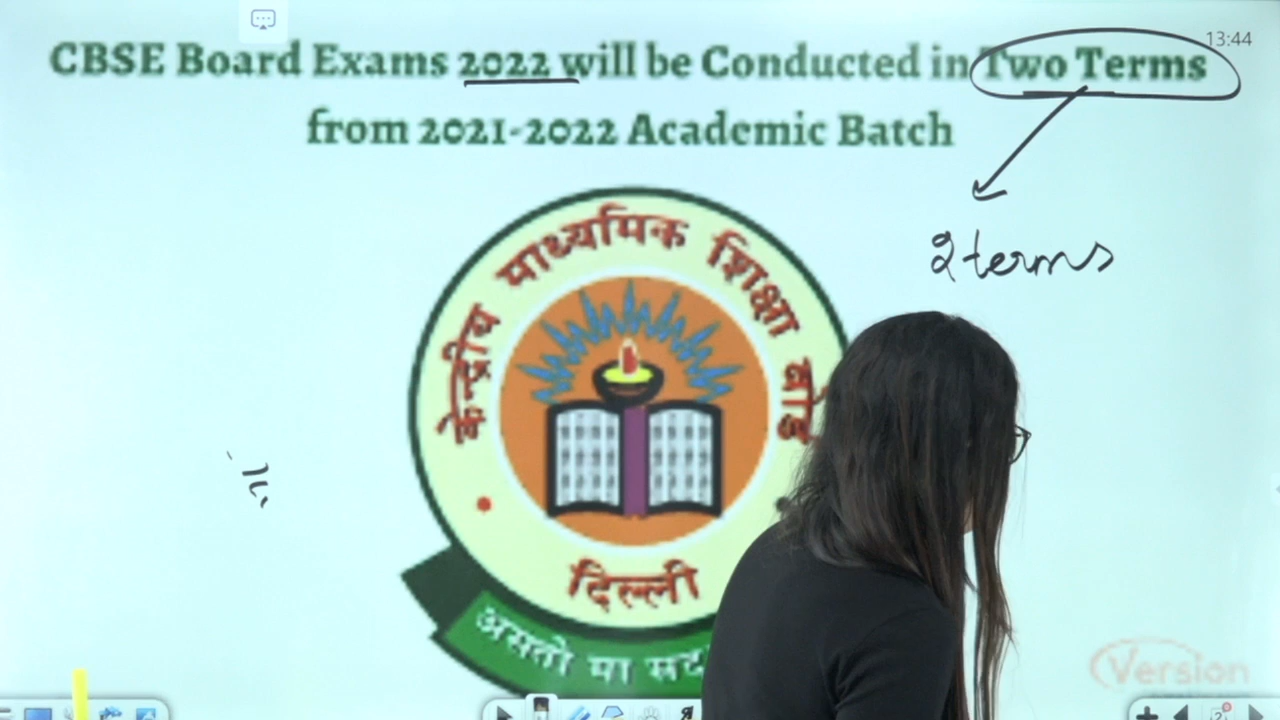 13:44
CBSE Board Exams 2022 will be Conducted in Two Terms
from 2021-2022 Academic Batch
2 terms
केन्द्रीय माध्यमिक शिक्षा बोर्ड
दिल्ली
असतो मा सद
Version